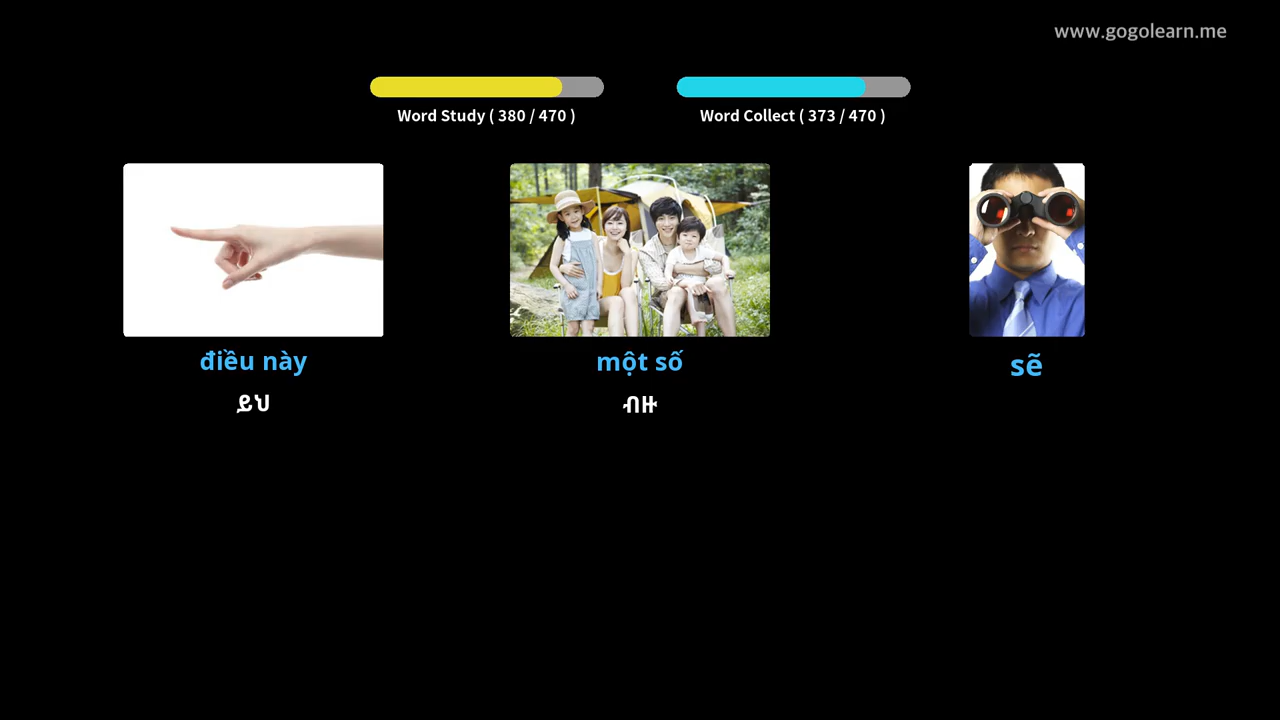 www.gogolearn.me
Word Study ( 380 / 470 )
Word Collect ( 373 / 470 )
điều này
một số
sẽ
ይህ
ብዙ